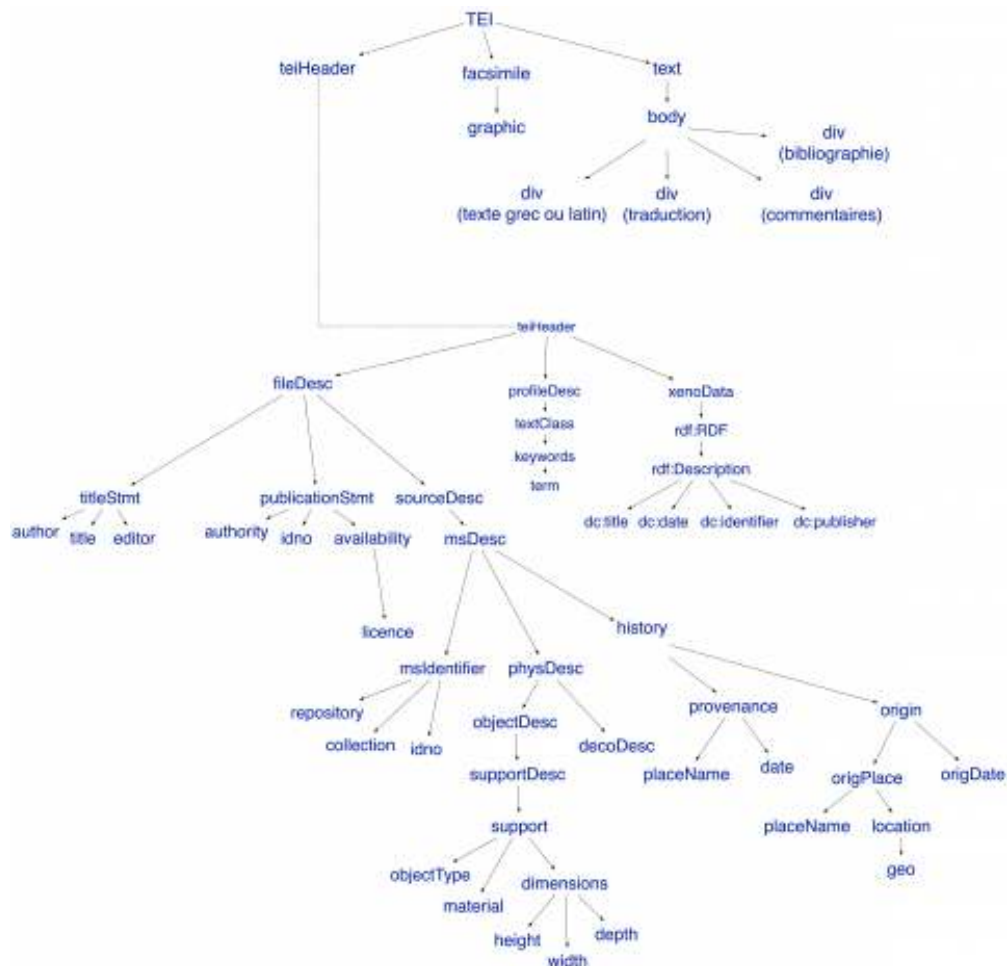 TEI
teiHeader
facsimile
text
graphic
body
div
(bibliographie)
div
(texte grec ou latin)
div
(traduction)
div
(commentaires)
teiHeader
fileDesc
profileDesc
xenoData
textClass
rdf:RDF
keywords
rdf:Description
term
titleStmt
publicationStmt
sourceDesc
dc:title
dc:date
dc:identifier
dc:publisher
author
title
editor
authority
idno
availability
msDesc
licence
history
msIdentifier
physDesc
repository
collection
idno
objectDesc
decoDesc
provenance
origin
supportDesc
placeName
date
origPlace
origDate
support
placeName
location
objectType
material
dimensions
geo
height
width
depth